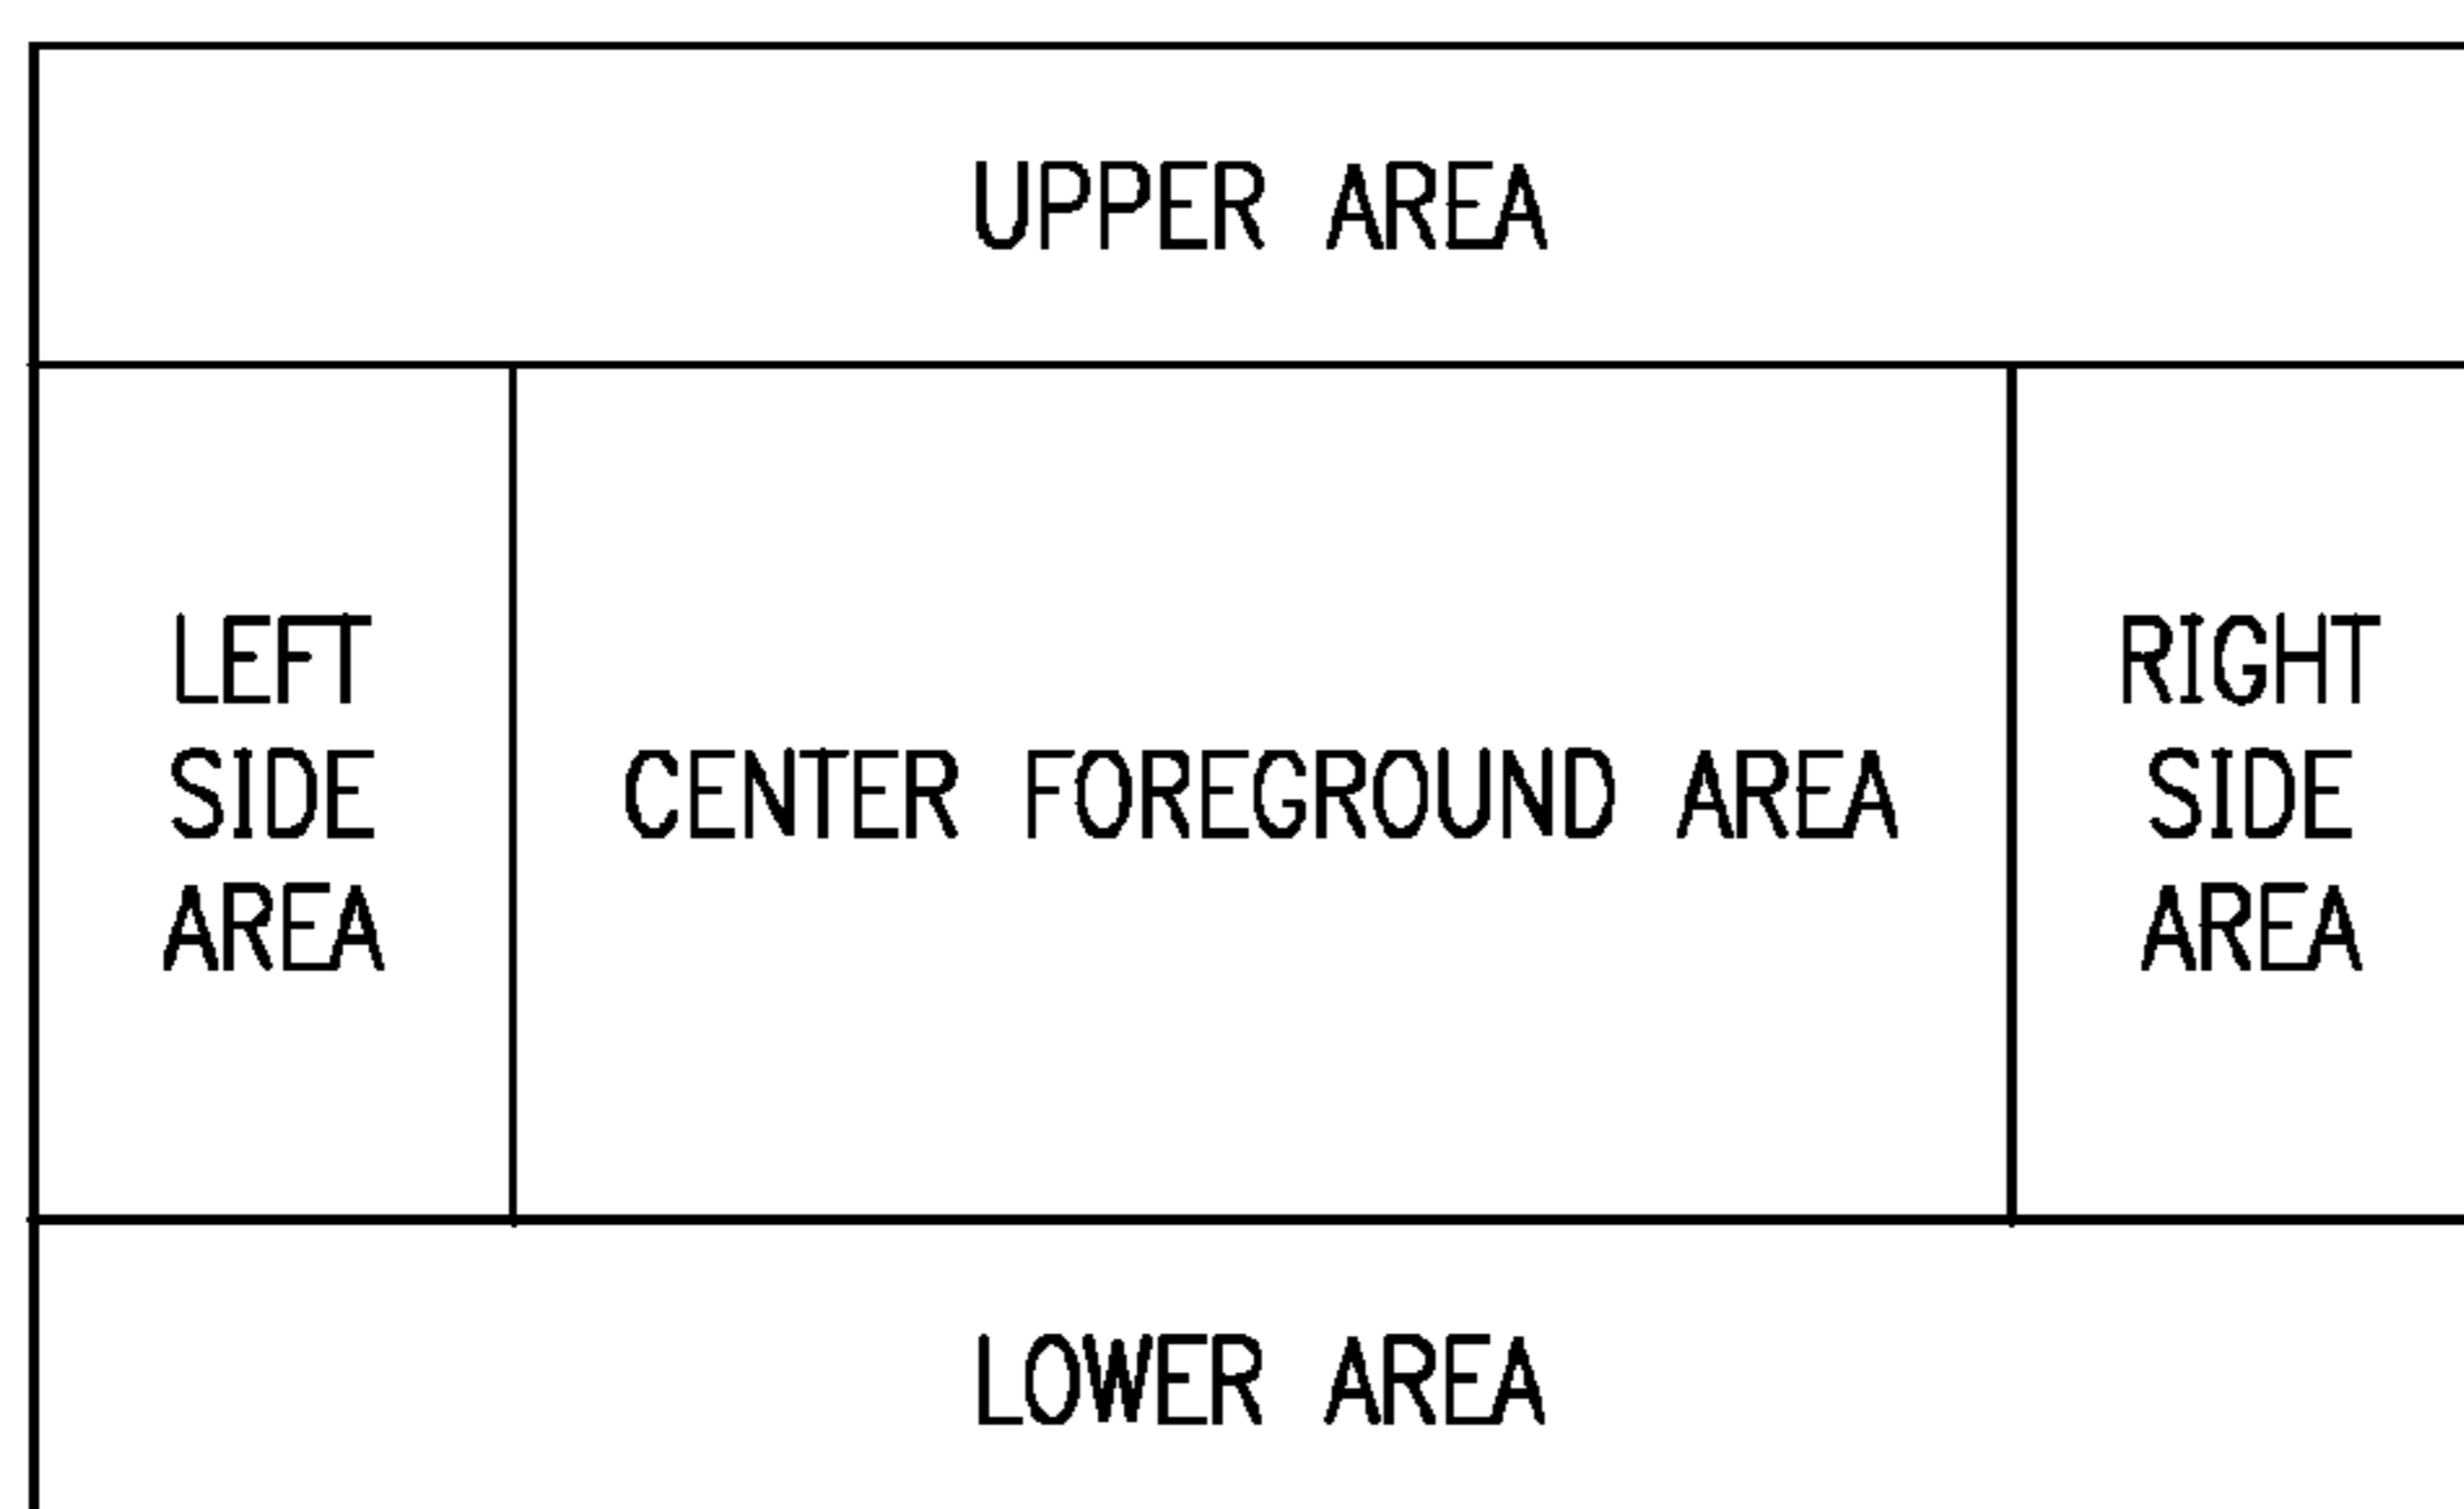 UPPER AREA
LEFT
SIDE
AREA
CENTER FOREGROUND AREA
RIGHT
SIDE
AREA
LOWER AREA